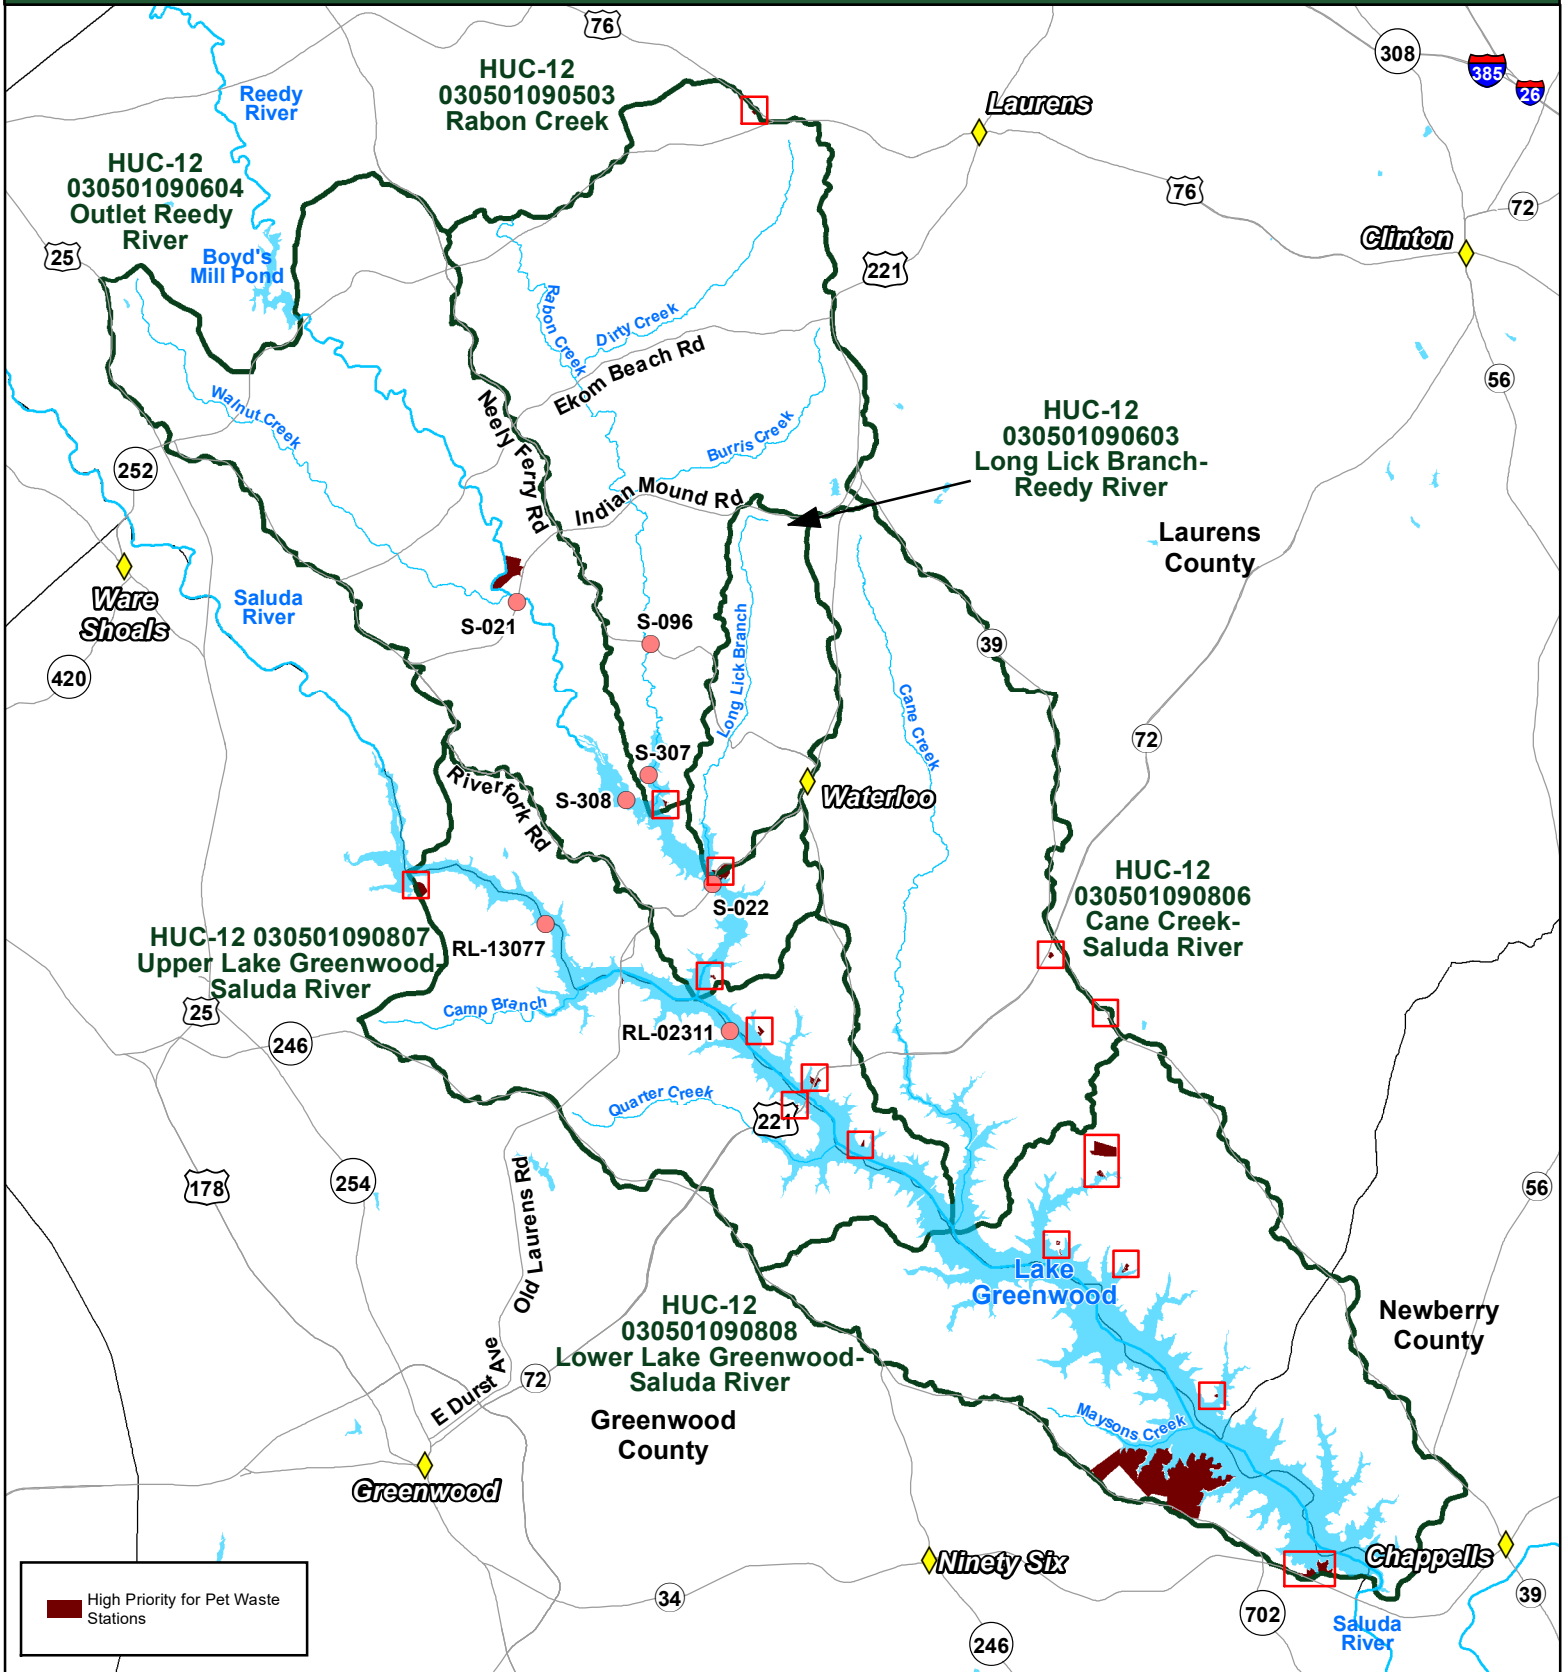 76
308
385
26
HUC-12
030501090503
Rabon Creek
Reedy
River
Laurens
HUC-12
030501090604
Outlet Reedy
River
76
72
25
Boyd's
Mill Pond
221
Clinton
Rabon Creek
Dirty Creek
Ekom Beach Rd
56
Walnut Creek
Neely Ferry Rd
Burris Creek
HUC-12
030501090603
Long Lick Branch-
Reedy River
252
Indian Mound Rd
Laurens
County
Ware
Shoals
Saluda
River
S-021
S-096
Long Lick Branch
39
420
Cane Creek
72
S-307
Riverfork Rd
S-308
Waterloo
HUC-12
030501090806
Cane Creek-
Saluda River
S-022
HUC-12 030501090807
Upper Lake Greenwood-
Saluda River
RL-13077
Camp Branch
25
246
RL-02311
Quarter Creek
221
178
254
Old Laurens Rd
56
Lake
Greenwood
HUC-12
030501090808
Lower Lake Greenwood-
Saluda River
Newberry
County
E Durst Ave
72
Greenwood
County
Maysons Creek
Greenwood
Ninety Six
Chappells
High Priority for Pet Waste
Stations
34
702
39
246
Saluda
River